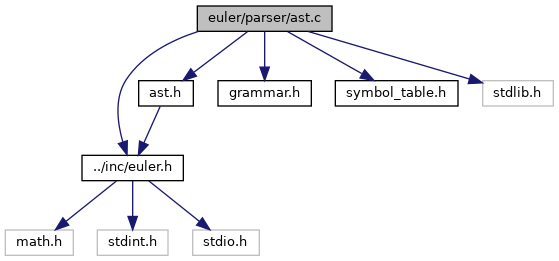 euler/parser/ast.c
ast.h
grammar.h
symbol_table.h
stdlib.h
../inc/euler.h
math.h
stdint.h
stdio.h